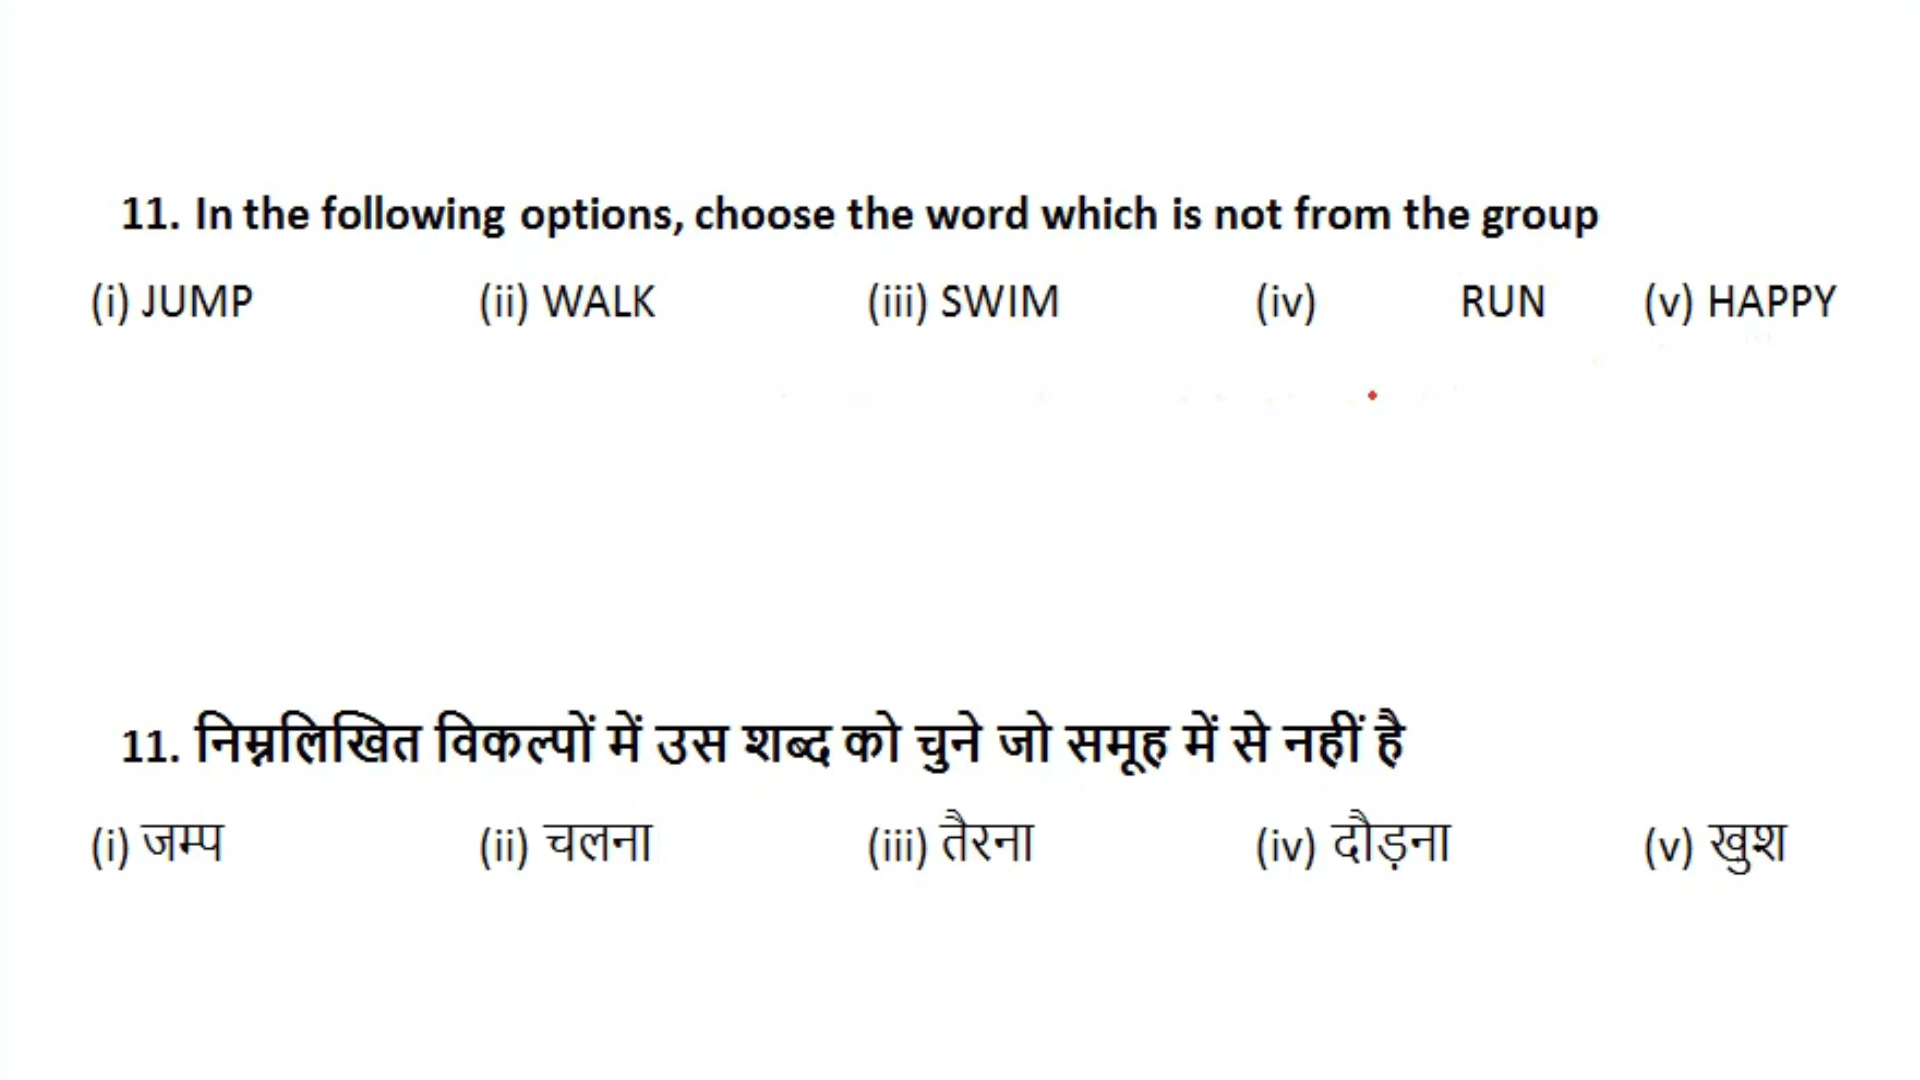 11. In the following options, choose the word which is not from the group
(i) JUMP (ii) WALK (iii) SWIM (iv) RUN (v) HAPPY
11. निम्नलिखित विकल्पों में उस शब्द को चुने जो समूह में से नहीं है
(i) जम्प (ii) चलना (iii) तैरना (iv) दौड़ना (v) खुश